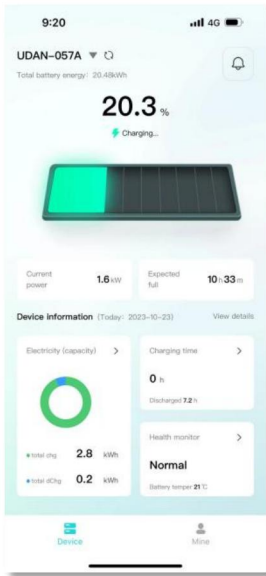 9:20 4G
UDAN-057A
Total battery energy: 20.48kWh
20.3 %
Charging...
Current power 1.6 kW
Expected full 10 h 33 m
Device information (Today: 2023-10-23) View details
Electricity (capacity) >
total chg 2.8 kWh
total dChg 0.2 kWh
Charging time >
0 h
Discharged 7.2 h
Health monitor >
Normal
Battery temper 21 °C
Device
Mine